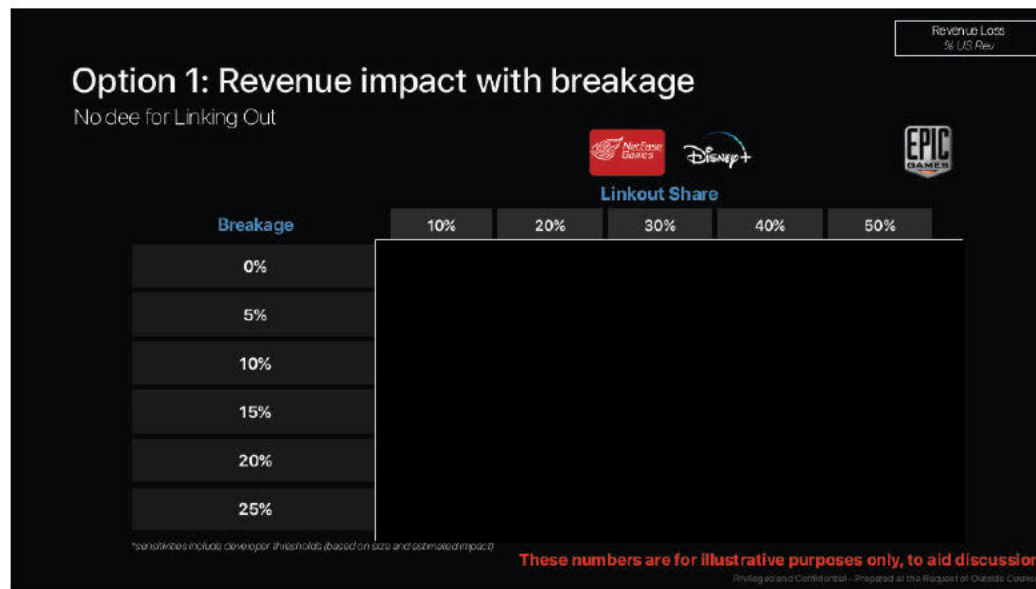 Revenue Loss
% US Rev
Option 1: Revenue impact with breakage
No dee for Linking Out
NetEase
Games
Disney+
EPIC
GAMES
Linkout Share
Breakage 10% 20% 30% 40% 50%
0%
5%
10%
15%
20%
25%
*sensitivities include developer thresholds (based on size and estimated impact)
These numbers are for illustrative purposes only, to aid discussion
Privileged and Confidential – Prepared at the Request of Outside Counse